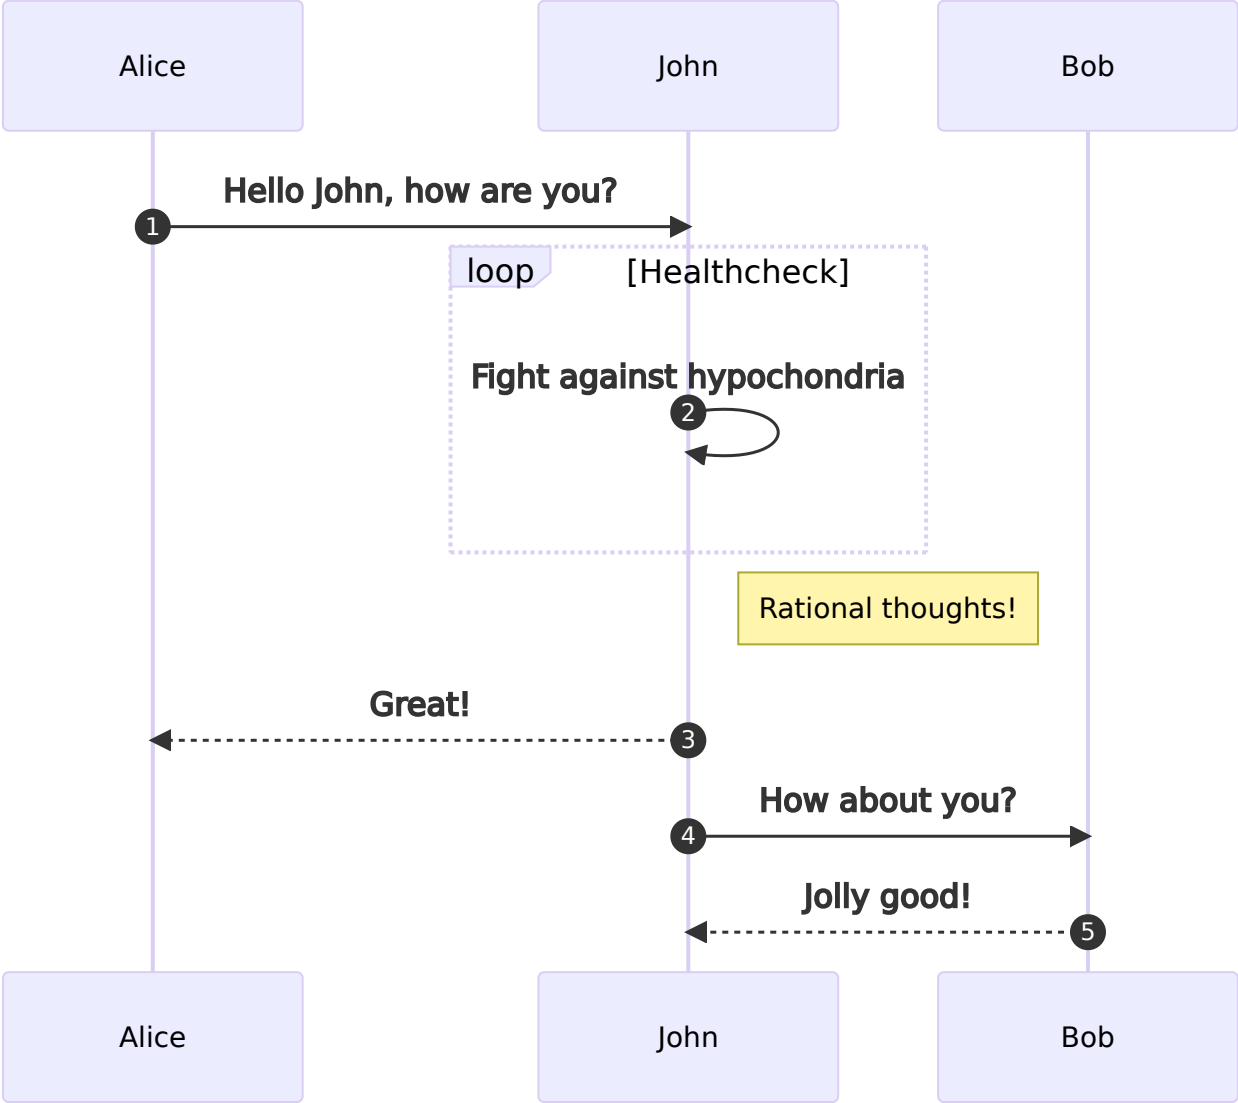 Alice
John
Bob
Hello John, how are you?
1
loop
[Healthcheck]
Fight against hypochondria
2
Rational thoughts!
Great!
3
How about you?
4
Jolly good!
5
Alice
John
Bob